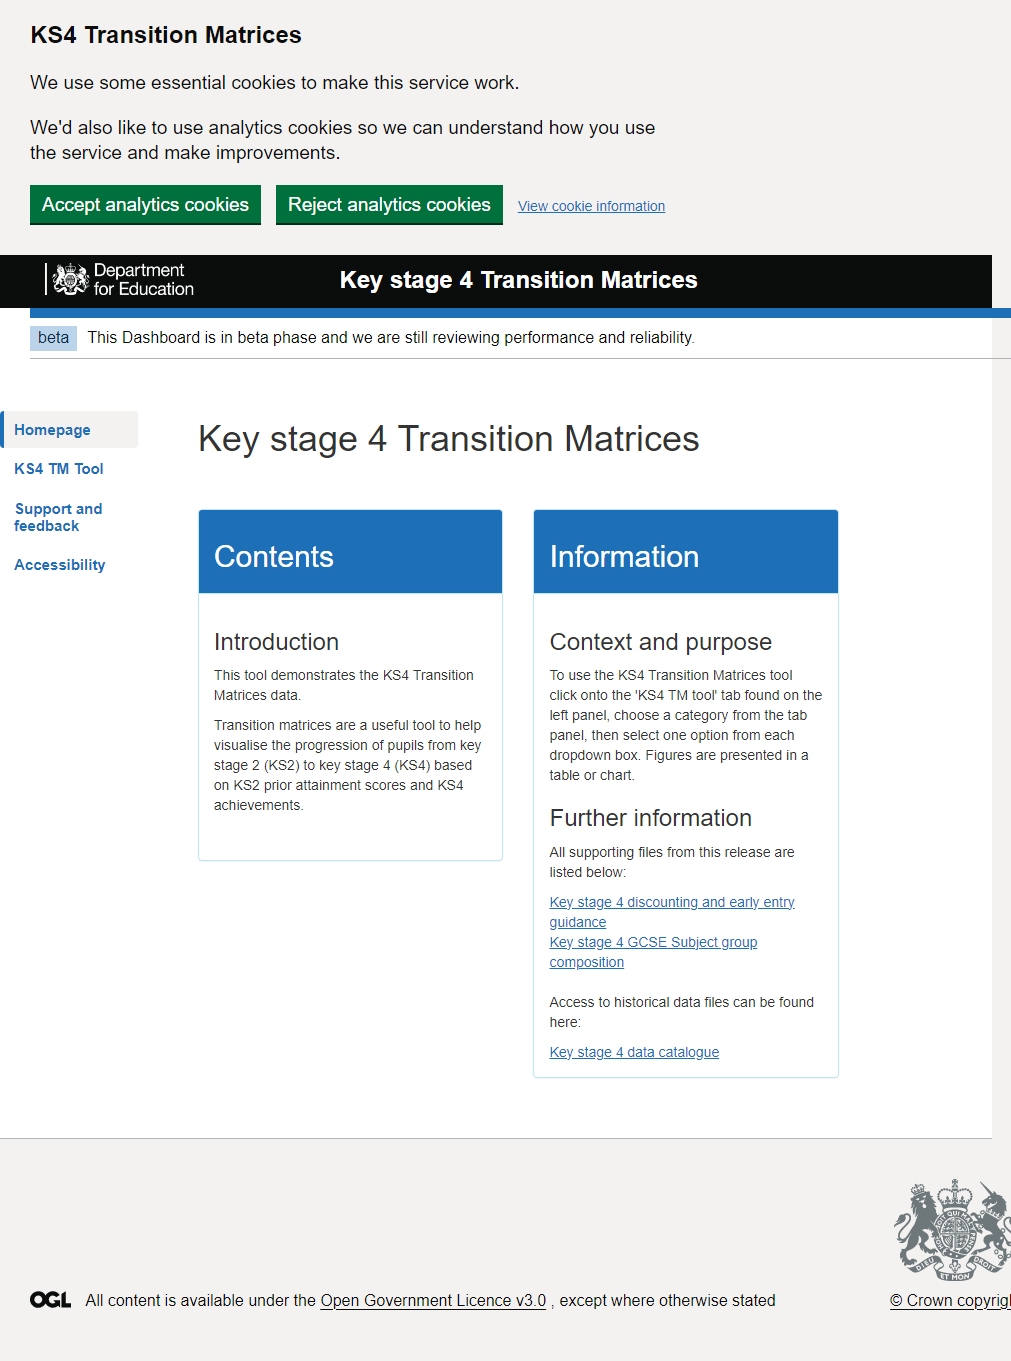 KS4 Transition Matrices
We use some essential cookies to make this service work.
We'd also like to use analytics cookies so we can understand how you use
the service and make improvements.
Accept analytics cookies Reject analytics cookies View cookie information
Department
for Education
Key stage 4 Transition Matrices
beta This Dashboard is in beta phase and we are still reviewing performance and reliability.
Homepage
KS4 TM Tool
Support and
feedback
Accessibility
Key stage 4 Transition Matrices
Contents
Introduction
This tool demonstrates the KS4 Transition
Matrices data.
Transition matrices are a useful tool to help
visualise the progression of pupils from key
stage 2 (KS2) to key stage 4 (KS4) based
on KS2 prior attainment scores and KS4
achievements.
Information
Context and purpose
To use the KS4 Transition Matrices tool
click onto the 'KS4 TM tool' tab found on the
left panel, choose a category from the tab
panel, then select one option from each
dropdown box. Figures are presented in a
table or chart.
Further information
All supporting files from this release are
listed below:
Key stage 4 discounting and early entry
guidance
Key stage 4 GCSE Subject group
composition
Access to historical data files can be found
here:
Key stage 4 data catalogue
DIEU ET MON DROIT
OGL All content is available under the Open Government Licence v3.0 , except where otherwise stated
© Crown copyrig